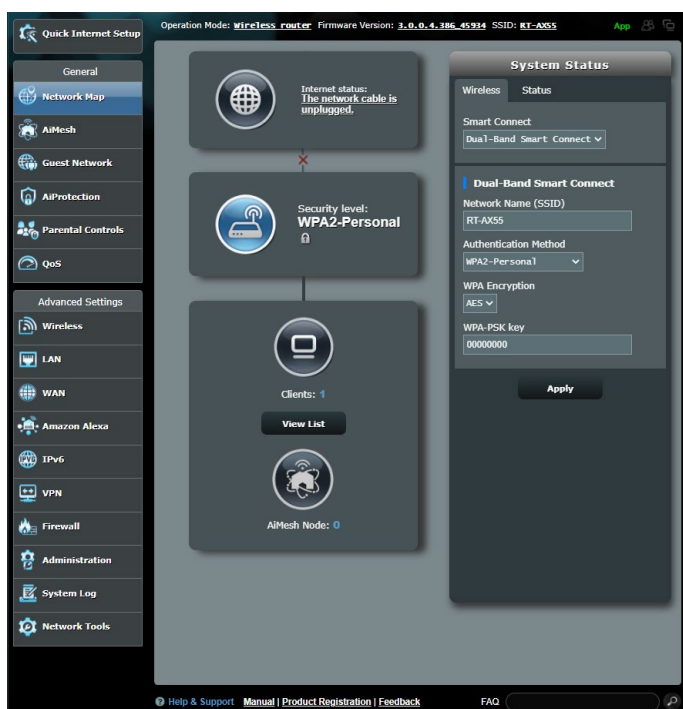 Quick Internet Setup
Operation Mode: Wireless router Firmware Version: 3.0.0.4.386_45934 SSID: RT-AX55
App
General
Network Map
AiMesh
Guest Network
AiProtection
Parental Controls
QoS
Advanced Settings
Wireless
LAN
WAN
Amazon Alexa
IPv6
VPN
Firewall
Administration
System Log
Network Tools
Internet status:
The network cable is
unplugged.
Security level:
WPA2-Personal
Clients: 1
View List
AiMesh Node: 0
System Status
Wireless Status
Smart Connect
Dual-Band Smart Connect
Dual-Band Smart Connect
Network Name (SSID)
RT-AX55
Authentication Method
WPA2-Personal
WPA Encryption
AES
WPA-PSK key
00000000
Apply
Help & Support Manual | Product Registration | Feedback
FAQ